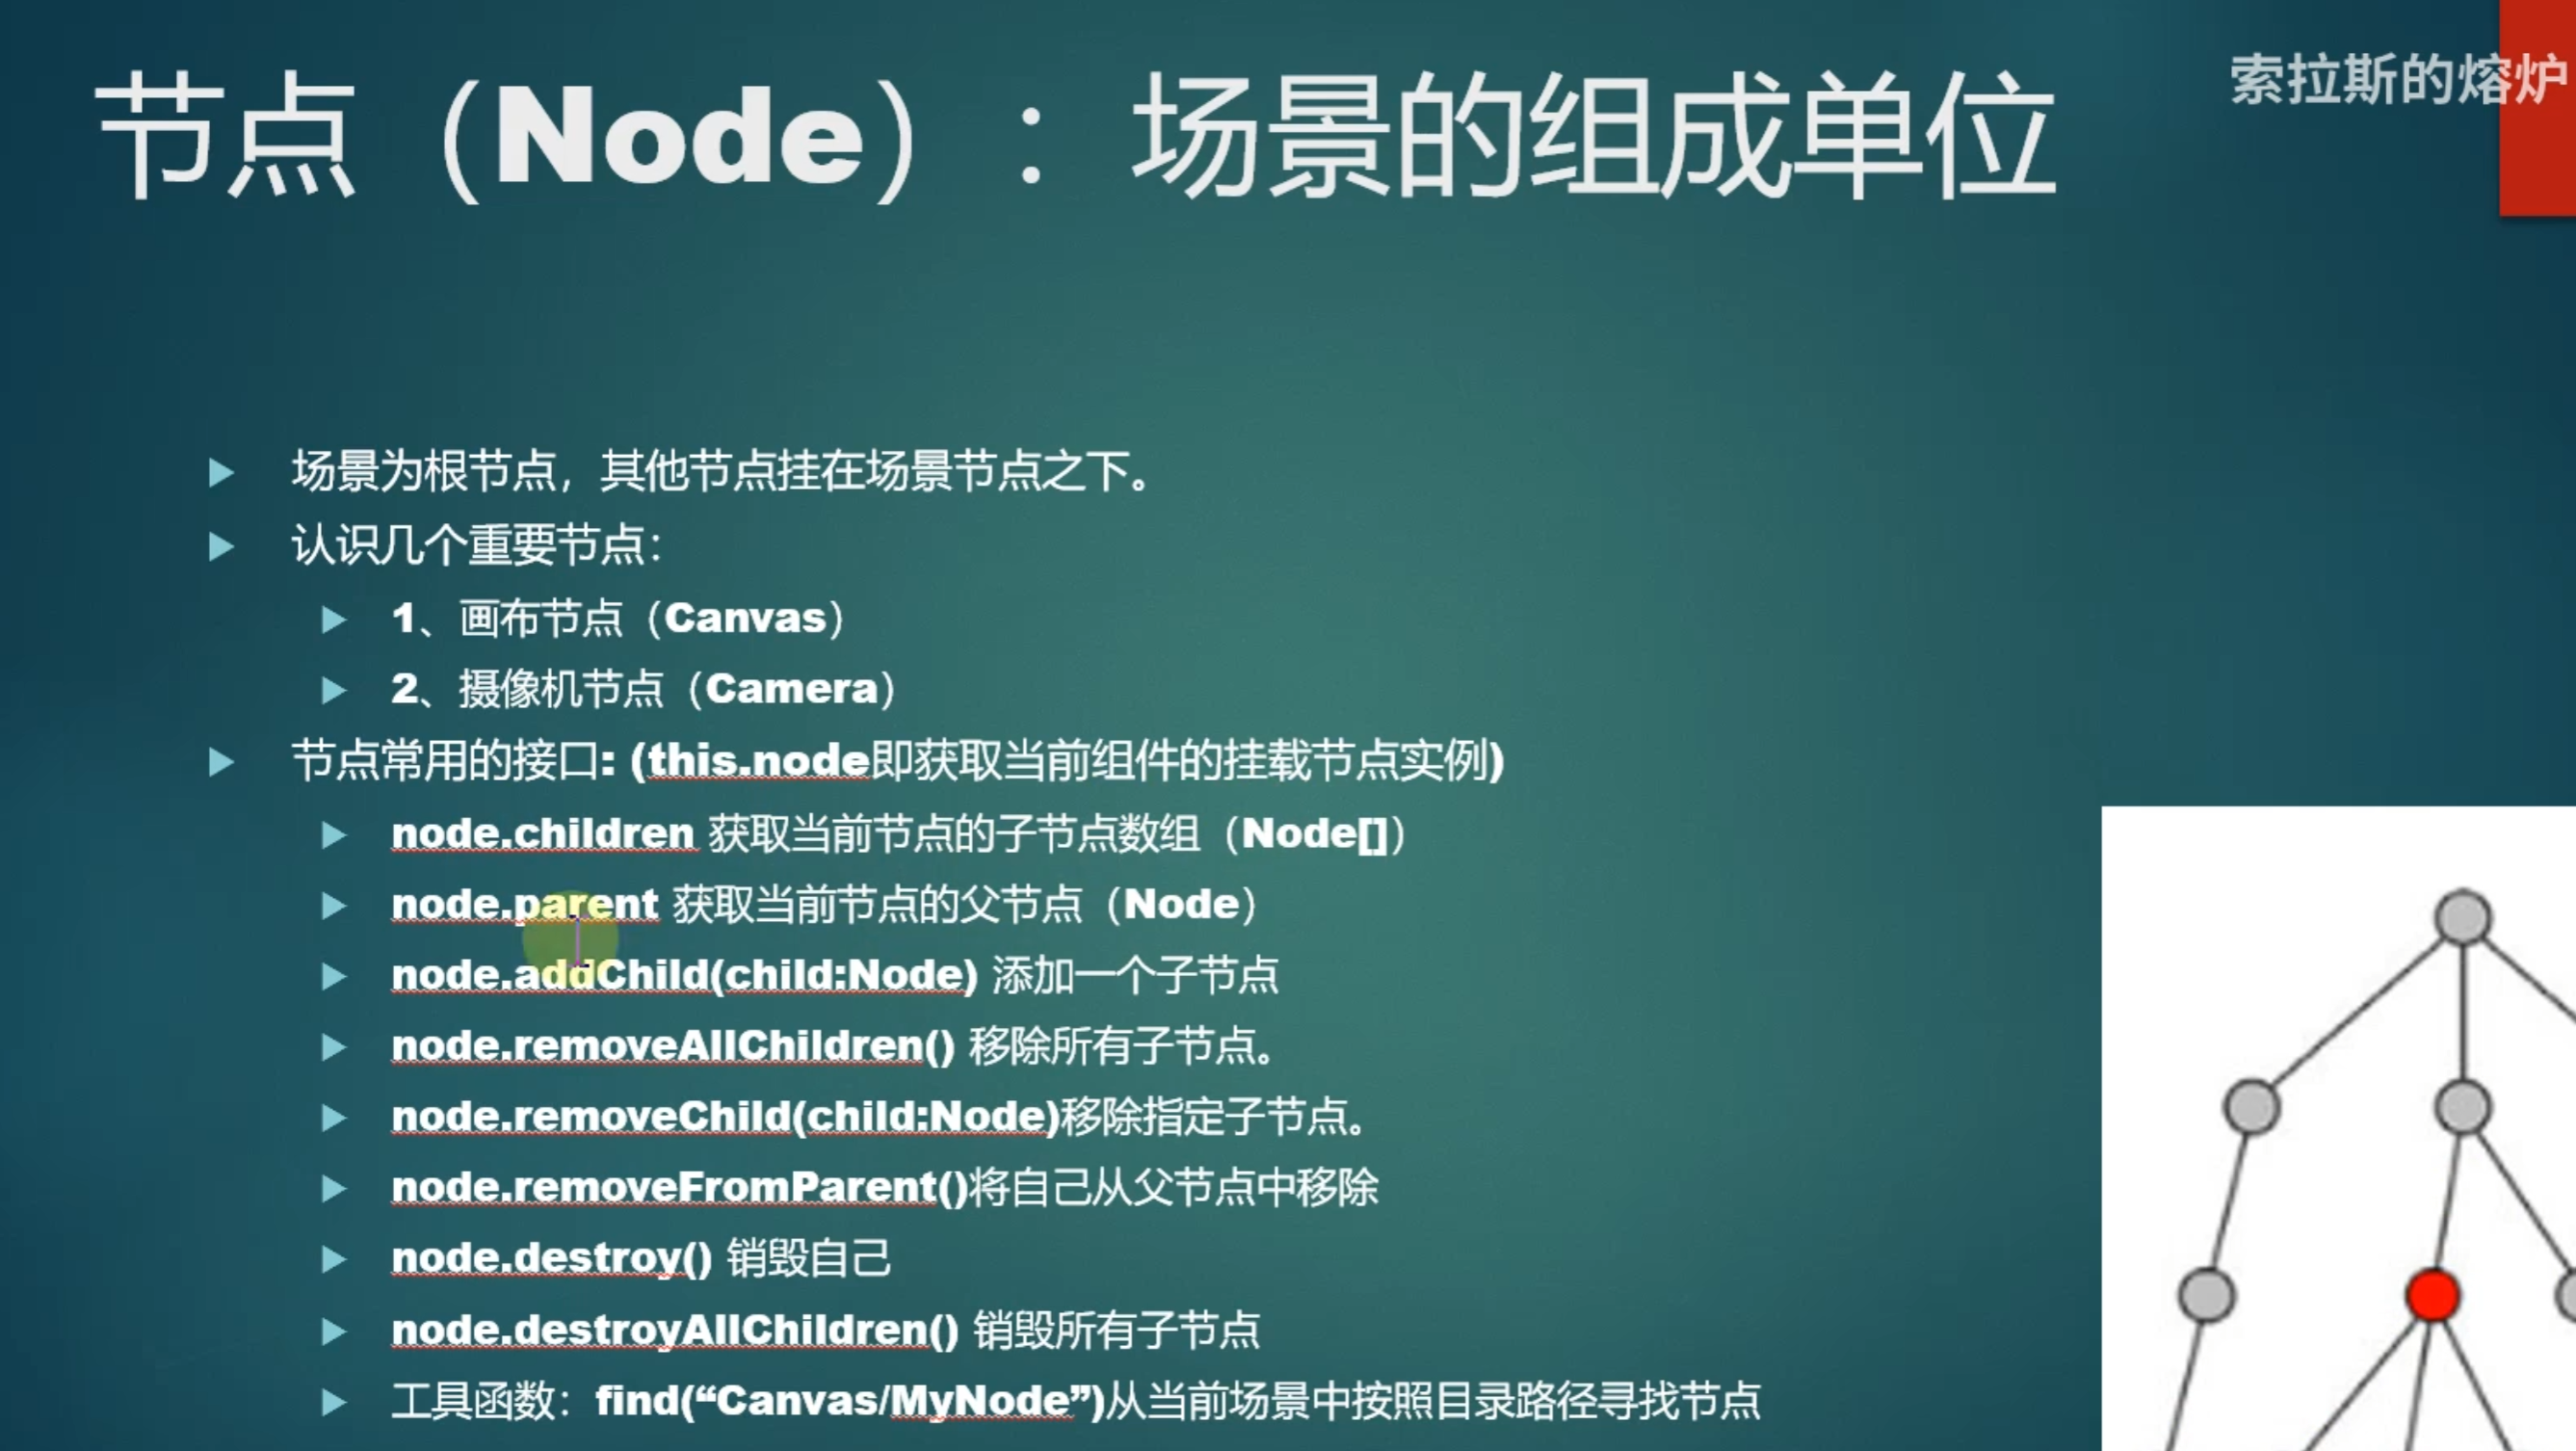 节点（Node）：场景的组成单位
索拉斯的熔炉
场景为根节点，其他节点挂在场景节点之下。
认识几个重要节点：
1、画布节点（Canvas）
2、摄像机节点（Camera）
节点常用的接口: (this.node即获取当前组件的挂载节点实例)
node.children 获取当前节点的子节点数组（Node[]）
node.parent 获取当前节点的父节点（Node）
node.addChild(child:Node) 添加一个子节点
node.removeAllChildren() 移除所有子节点。
node.removeChild(child:Node)移除指定子节点。
node.removeFromParent()将自己从父节点中移除
node.destroy() 销毁自己
node.destroyAllChildren() 销毁所有子节点
工具函数：find(“Canvas/MyNode”)从当前场景中按照目录路径寻找节点